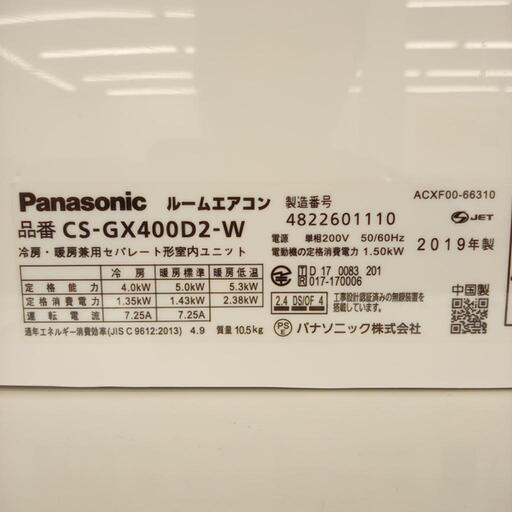 Panasonic ルームエアコン
品番 CS-GX400D2-W
冷房・暖房兼用セパレート形室内ユニット
冷房 暖房標準 暖房低温
定格能力 4.0kW 5.0kW 5.3kW
定格消費電力 1.35kW 1.43kW 2.38kW
運転電流 7.25A 7.25A
通年エネルギー消費効率(JIS C 9612:2013) 4.9 質量 10.5kg
製造番号
4822601110
電源 単相200V 50/60Hz
電動機の定格消費電力 1.50kW
T D 17 0083 201
R 017-170006
2.4 DS/OF 4
工事設計認証済みの無線装置を
搭載しています
PS E パナソニック株式会社
ACXF00-66310
S JET
2019年製
中国製